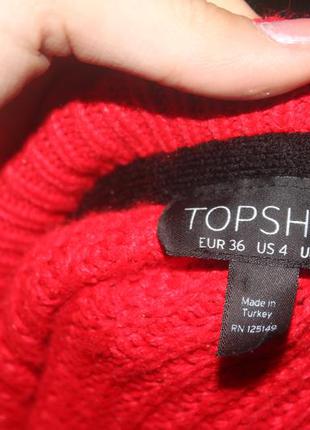 TOPSH
EUR 36 US 4 U
Made in
Turkey
RN 125149